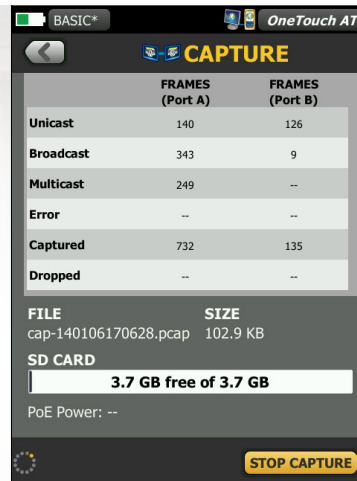 BASIC* OneTouch AT
CAPTURE
FRAMES FRAMES
(Port A) (Port B)
Unicast 140 126
Broadcast 343 9
Multicast 249 --
Error -- --
Captured 732 135
Dropped -- --
FILE SIZE
cap-140106170628.pcap 102.9 KB
SD CARD
3.7 GB free of 3.7 GB
PoE Power: --
STOP CAPTURE